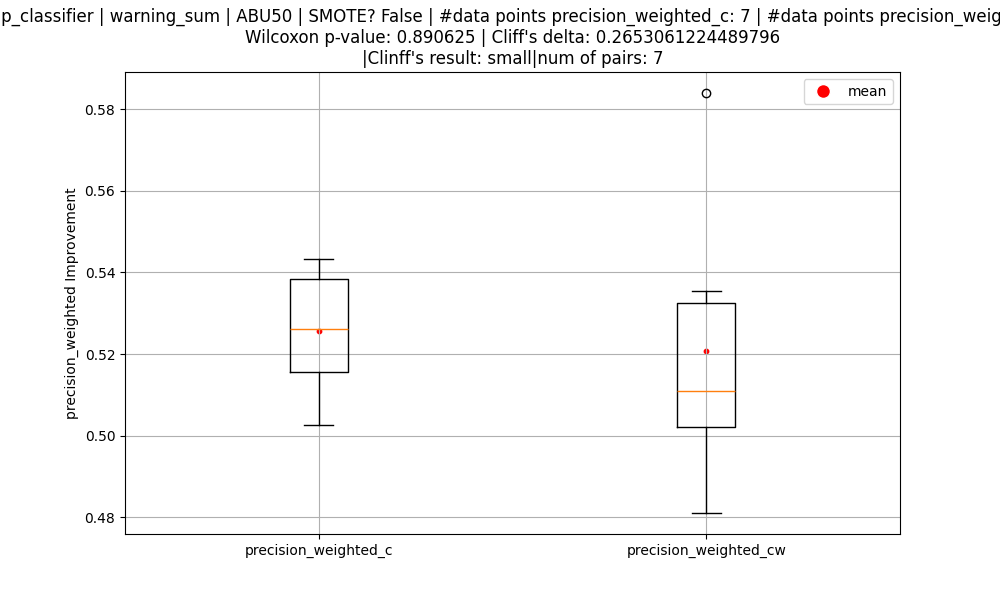 p_classifier | warning_sum | ABU50 | SMOTE? False | #data points precision_weighted_c: 7 | #data points precision_weig
Wilcoxon p-value: 0.890625 | Cliff's delta: 0.2653061224489796
|Clinff's result: small|num of pairs: 7
mean
0.58
0.56
0.54
0.52
0.50
0.48
precision_weighted Improvement
precision_weighted_c
precision_weighted_cw